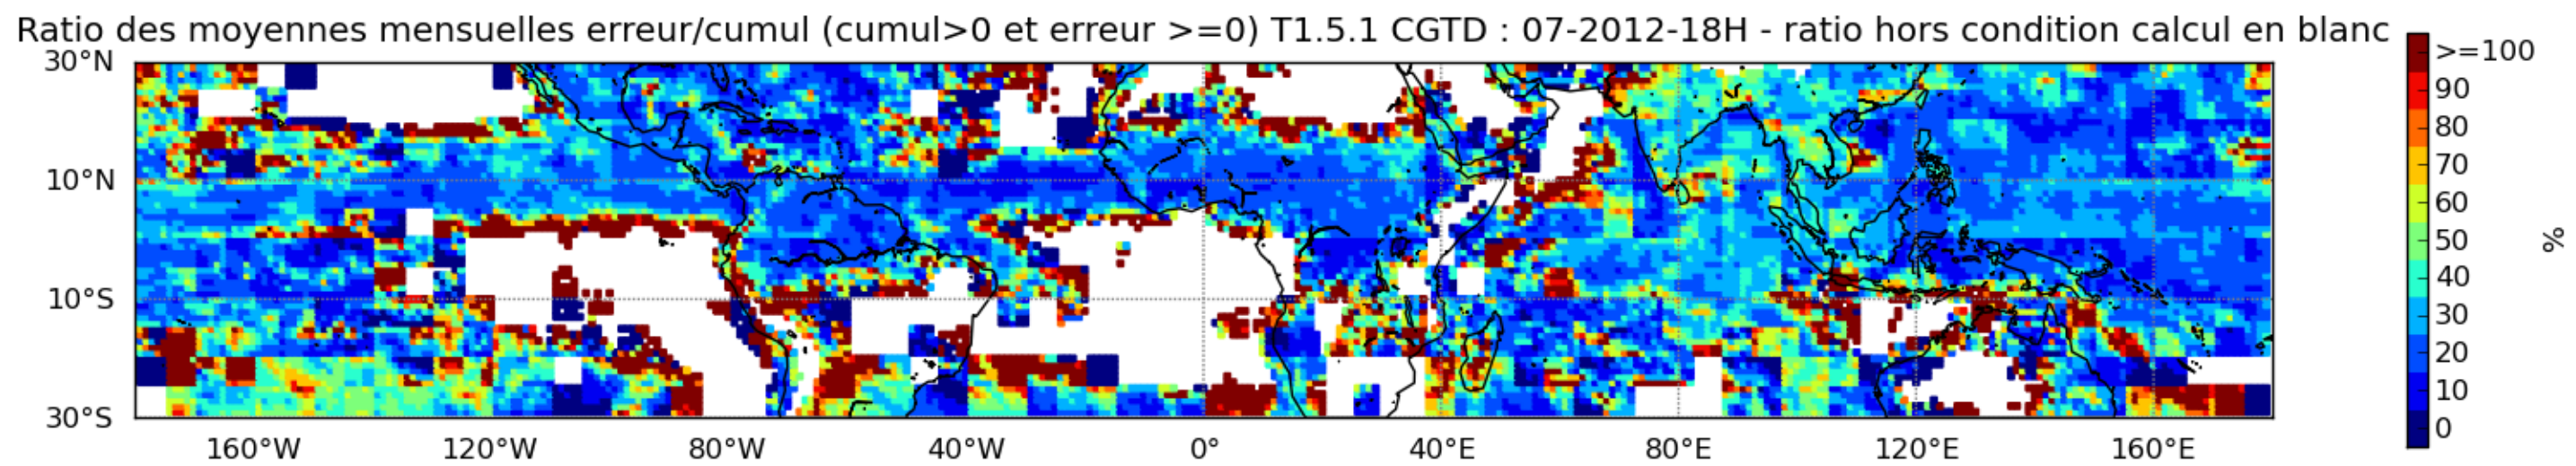 Ratio des moyennes mensuelles erreur/cumul (cumul>0 et erreur >=0) T1.5.1 CGTD : 07-2012-18H - ratio hors condition calcul en blanc
30°N
10°N
10°S
30°S
160°W 120°W 80°W 40°W 0° 40°E 80°E 120°E 160°E
>=100
90
80
70
60
50
40
30
20
10
0
%